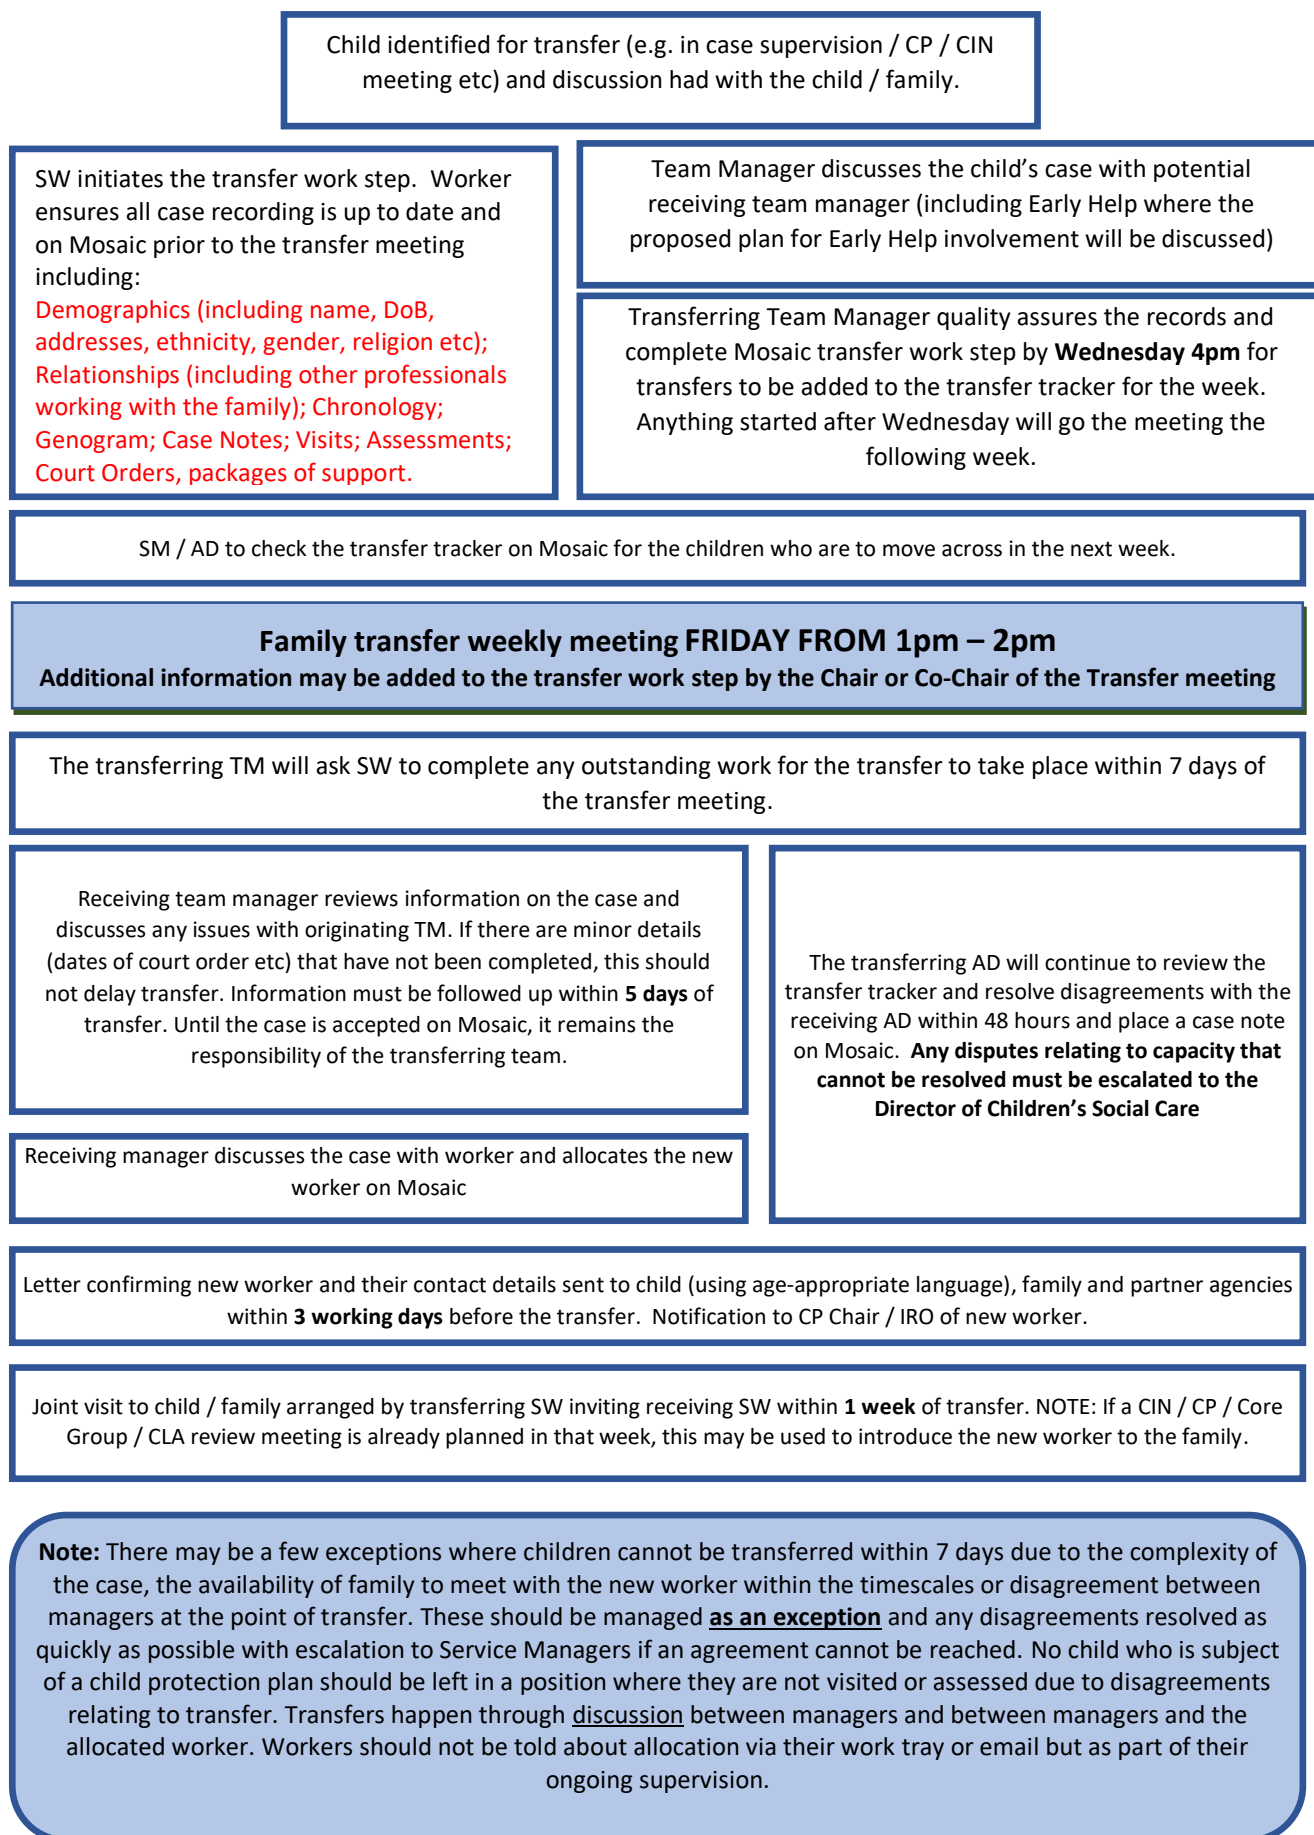 Child identified for transfer (e.g. in case supervision / CP / CIN
meeting etc) and discussion had with the child / family.
SW initiates the transfer work step.  Worker
ensures all case recording is up to date and
on Mosaic prior to the transfer meeting
including:
Demographics (including name, DoB,
addresses, ethnicity, gender, religion etc);
Relationships (including other professionals
working with the family); Chronology;
Genogram; Case Notes; Visits; Assessments;
Court Orders, packages of support.
Team Manager discusses the child’s case with potential
receiving team manager (including Early Help where the
proposed plan for Early Help involvement will be discussed)
Transferring Team Manager quality assures the records and
complete Mosaic transfer work step by Wednesday 4pm for
transfers to be added to the transfer tracker for the week.
Anything started after Wednesday will go the meeting the
following week.
SM / AD to check the transfer tracker on Mosaic for the children who are to move across in the next week.
Family transfer weekly meeting FRIDAY FROM 1pm – 2pm
Additional information may be added to the transfer work step by the Chair or Co-Chair of the Transfer meeting
The transferring TM will ask SW to complete any outstanding work for the transfer to take place within 7 days of
the transfer meeting.
Receiving team manager reviews information on the case and
discusses any issues with originating TM. If there are minor details
(dates of court order etc) that have not been completed, this should
not delay transfer. Information must be followed up within 5 days of
transfer. Until the case is accepted on Mosaic, it remains the
responsibility of the transferring team.
The transferring AD will continue to review the
transfer tracker and resolve disagreements with the
receiving AD within 48 hours and place a case note
on Mosaic.  Any disputes relating to capacity that
cannot be resolved must be escalated to the
Director of Children’s Social Care
Receiving manager discusses the case with worker and allocates the new
worker on Mosaic
Letter confirming new worker and their contact details sent to child (using age-appropriate language), family and partner agencies
within 3 working days before the transfer.  Notification to CP Chair / IRO of new worker.
Joint visit to child / family arranged by transferring SW inviting receiving SW within 1 week of transfer. NOTE: If a CIN / CP / Core
Group / CLA review meeting is already planned in that week, this may be used to introduce the new worker to the family.
Note: There may be a few exceptions where children cannot be transferred within 7 days due to the complexity of
the case, the availability of family to meet with the new worker within the timescales or disagreement between
managers at the point of transfer. These should be managed as an exception and any disagreements resolved as
quickly as possible with escalation to Service Managers if an agreement cannot be reached. No child who is subject
of a child protection plan should be left in a position where they are not visited or assessed due to disagreements
relating to transfer. Transfers happen through discussion between managers and between managers and the
allocated worker. Workers should not be told about allocation via their work tray or email but as part of their
ongoing supervision.